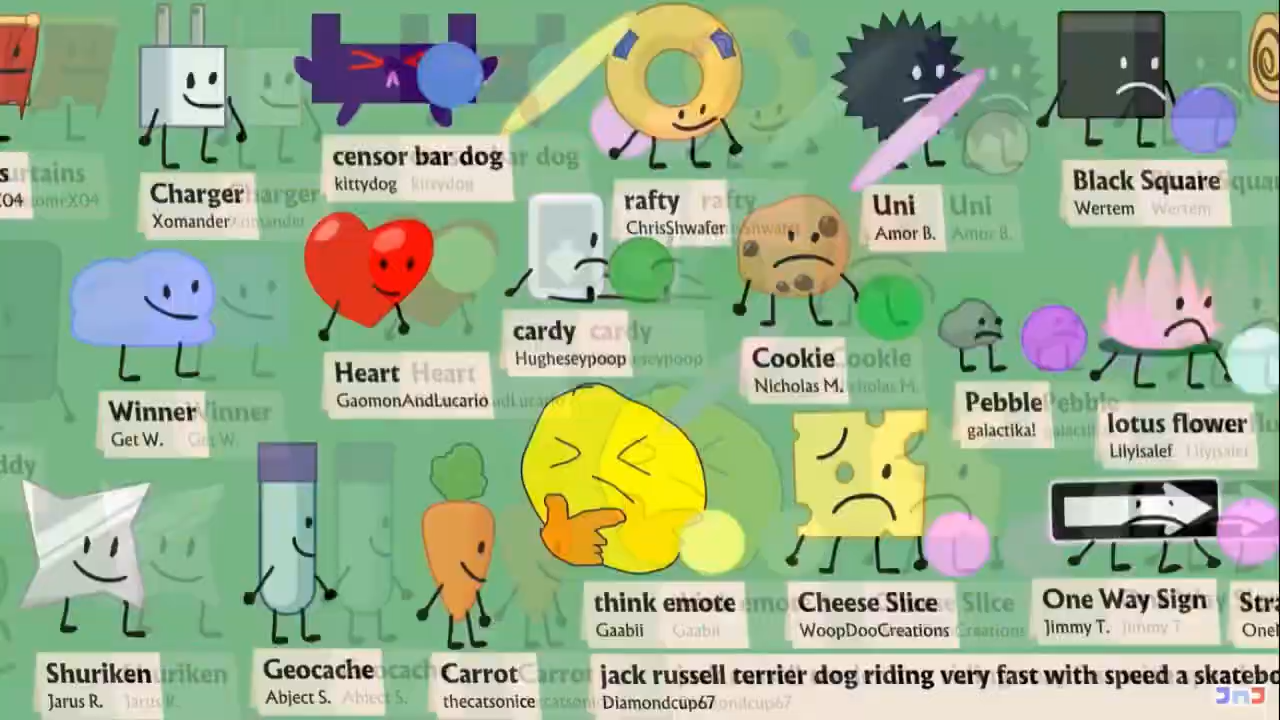 Charger
Xomander
censor bar dog
kittydog
rafty
ChrisShwafer
Uni
Amor B.
Black Square
Wertem
Winner
Get W.
Heart
GaomonAndLucario
cardy
Hugheseypoop
Cookie
Nicholas M.
Pebble
galactika!
lotus flower
Lilyisalef
Shuriken
Jarus R.
Geocache
Abject S.
Carrot
thecatsonice
think emote
Gaabii
Cheese Slice
WoopDooCreations
One Way Sign
Jimmy T.
jack russell terrier dog riding very fast with speed a skatebo
Diamondcup67